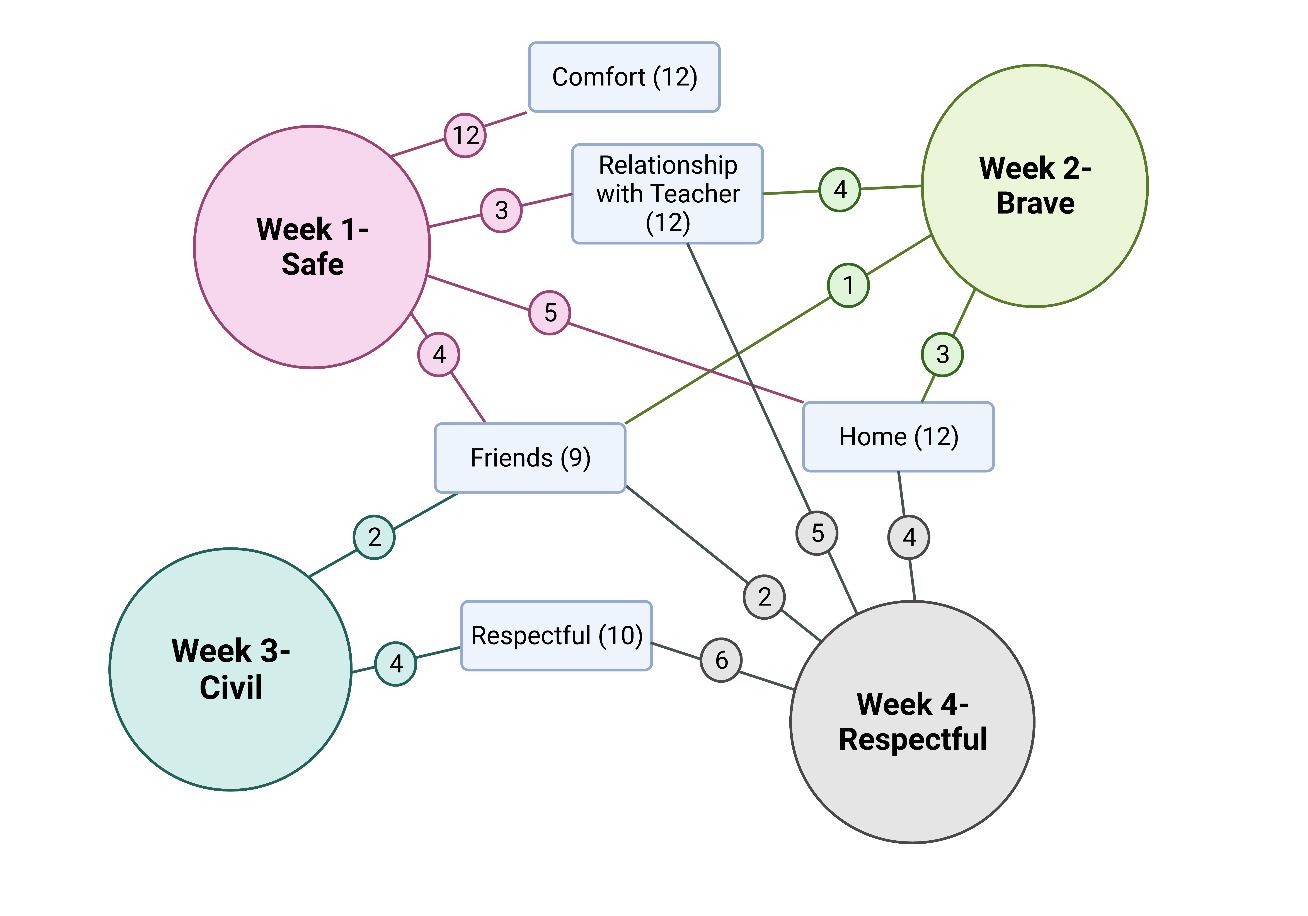 Comfort (12)
12
Relationship
with Teacher
(12)
Week 1-
Safe
3
4
Week 2-
Brave
1
5
4
3
Friends (9)
Home (12)
2
5
4
2
Respectful (10)
Week 3-
Civil
4
6
Week 4-
Respectful